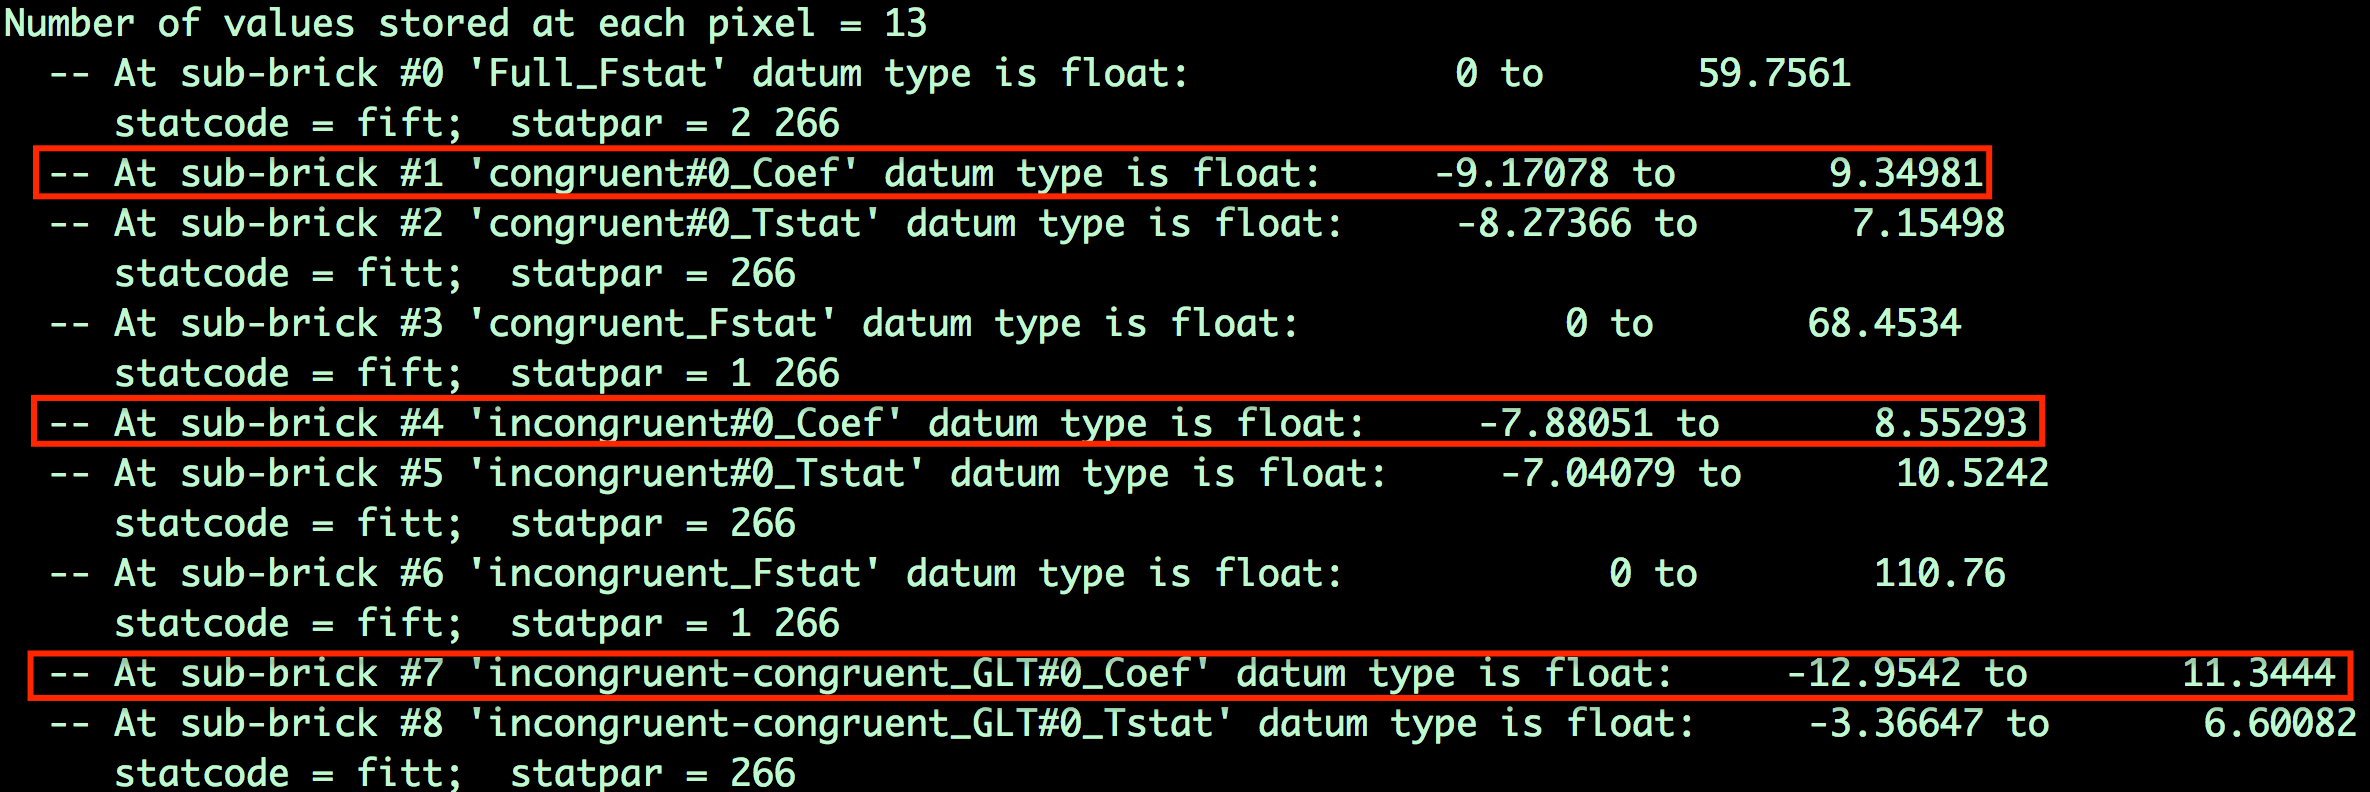 Number of values stored at each pixel = 13
-- At sub-brick #0 'Full_Fstat' datum type is float: 0 to 59.7561
statcode = fift; statpar = 2 266
-- At sub-brick #1 'congruent#0_Coef' datum type is float: -9.17078 to 9.34981
-- At sub-brick #2 'congruent#0_Tstat' datum type is float: -8.27366 to 7.15498
statcode = fitt; statpar = 266
-- At sub-brick #3 'congruent_Fstat' datum type is float: 0 to 68.4534
statcode = fift; statpar = 1 266
-- At sub-brick #4 'incongruent#0_Coef' datum type is float: -7.88051 to 8.55293
-- At sub-brick #5 'incongruent#0_Tstat' datum type is float: -7.04079 to 10.5242
statcode = fitt; statpar = 266
-- At sub-brick #6 'incongruent_Fstat' datum type is float: 0 to 110.76
statcode = fift; statpar = 1 266
-- At sub-brick #7 'incongruent-congruent_GLT#0_Coef' datum type is float: -12.9542 to 11.3444
-- At sub-brick #8 'incongruent-congruent_GLT#0_Tstat' datum type is float: -3.36647 to 6.60082
statcode = fitt; statpar = 266